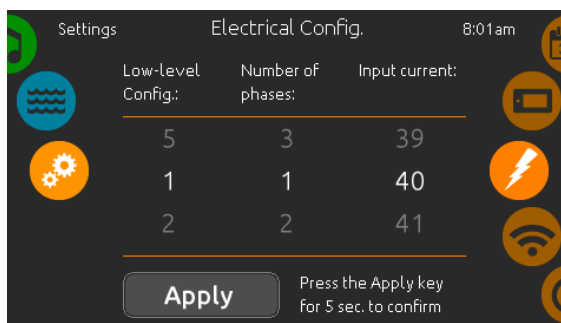 Settings
Electrical Config.
8:01am
Low-level Config.:
Number of phases:
Input current:
5 3 39
1 1 40
2 2 41
Apply
Press the Apply key
for 5 sec. to confirm